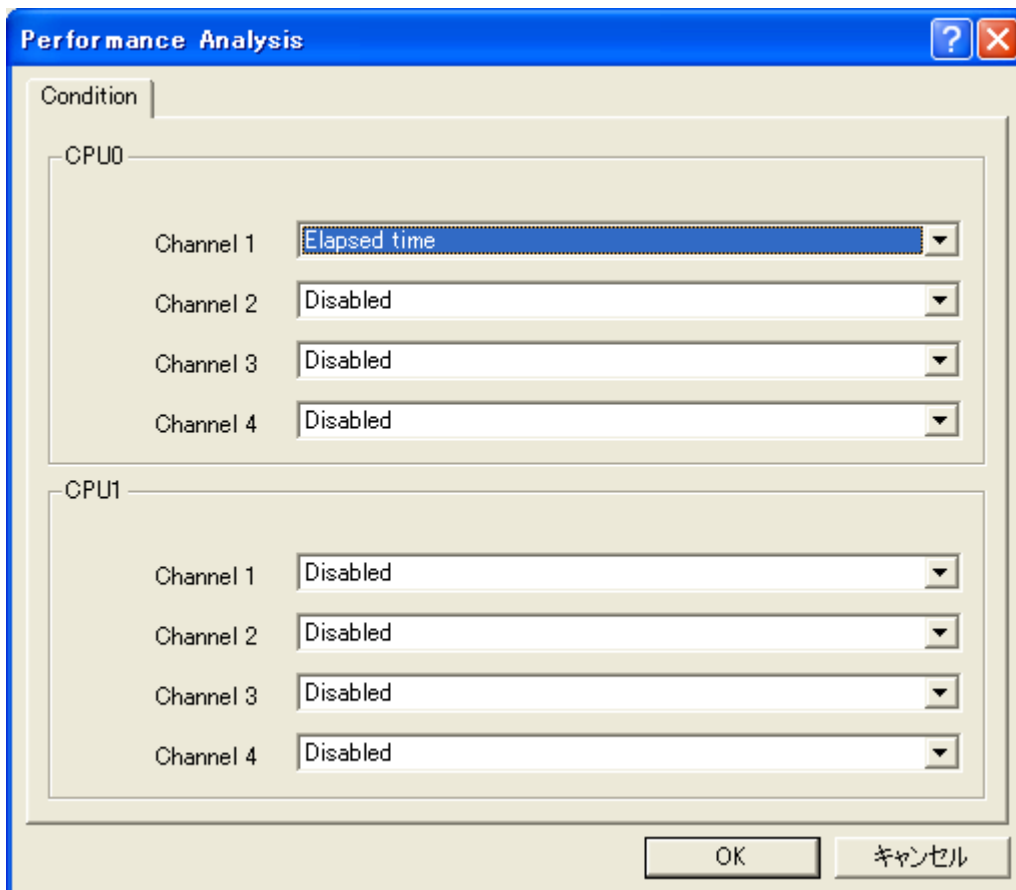 Performance Analysis
Condition
CPU0
Channel 1 Elapsed time
Channel 2 Disabled
Channel 3 Disabled
Channel 4 Disabled
CPU1
Channel 1 Disabled
Channel 2 Disabled
Channel 3 Disabled
Channel 4 Disabled
OK キャンセル